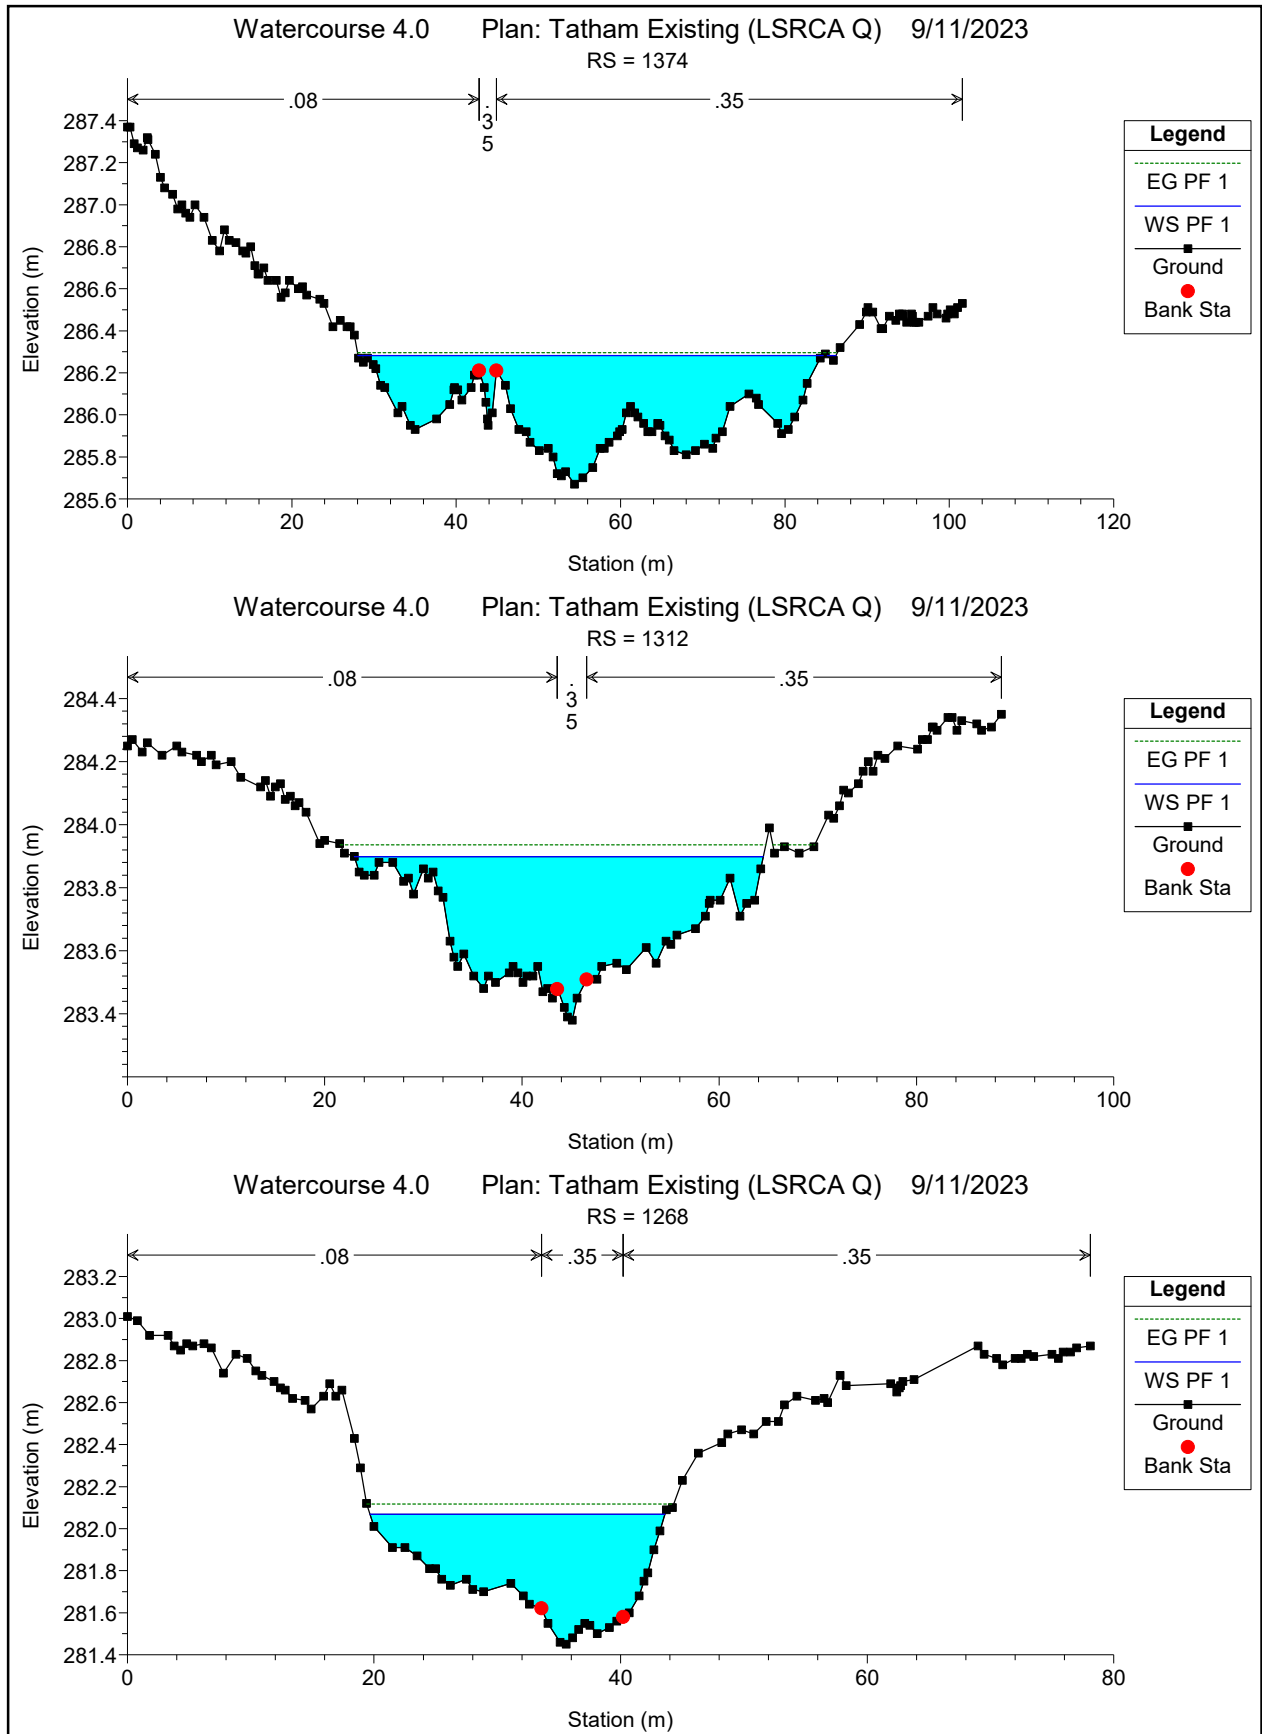 Watercourse 4.0 Plan: Tatham Existing (LSRCA Q) 9/11/2023
RS = 1374
.08
.35
.35
287.4
287.2
287.0
286.8
286.6
286.4
286.2
286.0
285.8
285.6
Elevation (m)
0 20 40 60 80 100 120
Station (m)
Legend
EG PF 1
WS PF 1
Ground
Bank Sta
Watercourse 4.0 Plan: Tatham Existing (LSRCA Q) 9/11/2023
RS = 1312
.08
.35
.35
284.4
284.2
284.0
283.8
283.6
283.4
Elevation (m)
0 20 40 60 80 100
Station (m)
Legend
EG PF 1
WS PF 1
Ground
Bank Sta
Watercourse 4.0 Plan: Tatham Existing (LSRCA Q) 9/11/2023
RS = 1268
.08
.35
.35
283.2
283.0
282.8
282.6
282.4
282.2
282.0
281.8
281.6
281.4
Elevation (m)
0 20 40 60 80
Station (m)
Legend
EG PF 1
WS PF 1
Ground
Bank Sta